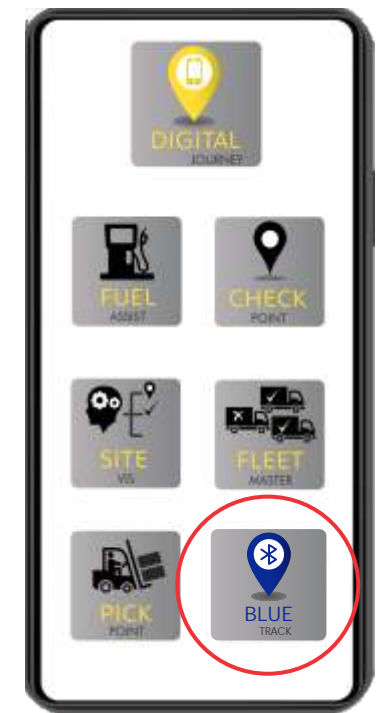 DIGITAL
JOURNEY
FUEL
ASSIST
CHECK
POINT
SITE
VIS
FLEET
MASTER
PICK
POINT
BLUE
TRACK